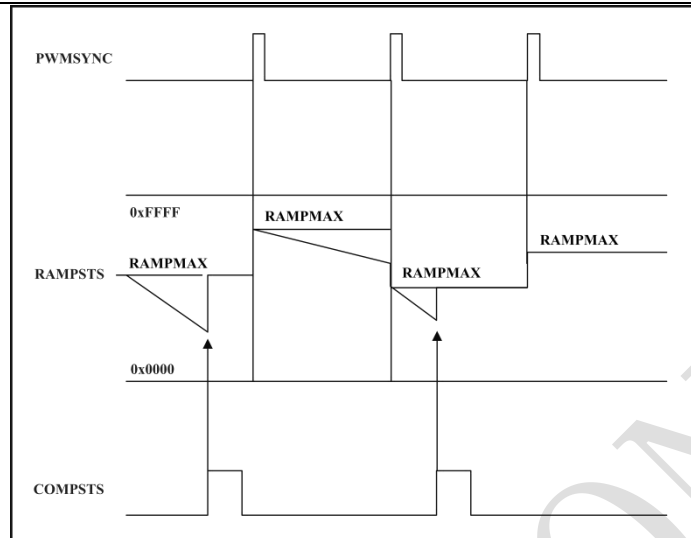 PWMSYNC
0xFFFF
RAMPMAX
RAMPMAX
RAMPSTS
RAMPMAX
RAMPMAX
0x0000
COMPSTS